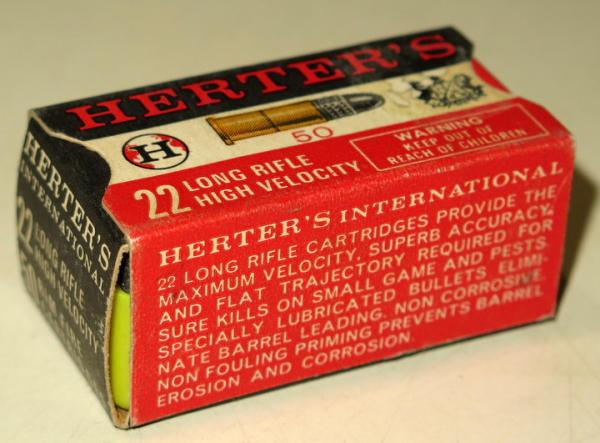 HERTER'S
50
H
22 LONG RIFLE
HIGH VELOCITY
WARNING
KEEP OUT OF
REACH OF CHILDREN
HERTER'S INTERNATIONAL
22 LONG RIFLE CARTRIDGES PROVIDE THE
MAXIMUM VELOCITY, SUPERB ACCURACY,
AND FLAT TRAJECTORY REQUIRED FOR
SURE KILLS ON SMALL GAME AND PESTS.
SPECIALLY LUBRICATED BULLETS ELIMI-
NATE BARREL LEADING. NON CORROSIVE,
NON FOULING PRIMING PREVENTS BARREL
EROSION AND CORROSION.
HERTER'S
INTERNATIONAL
22 LONG RIFLE
HIGH VELOCITY
50 RIM FIRE